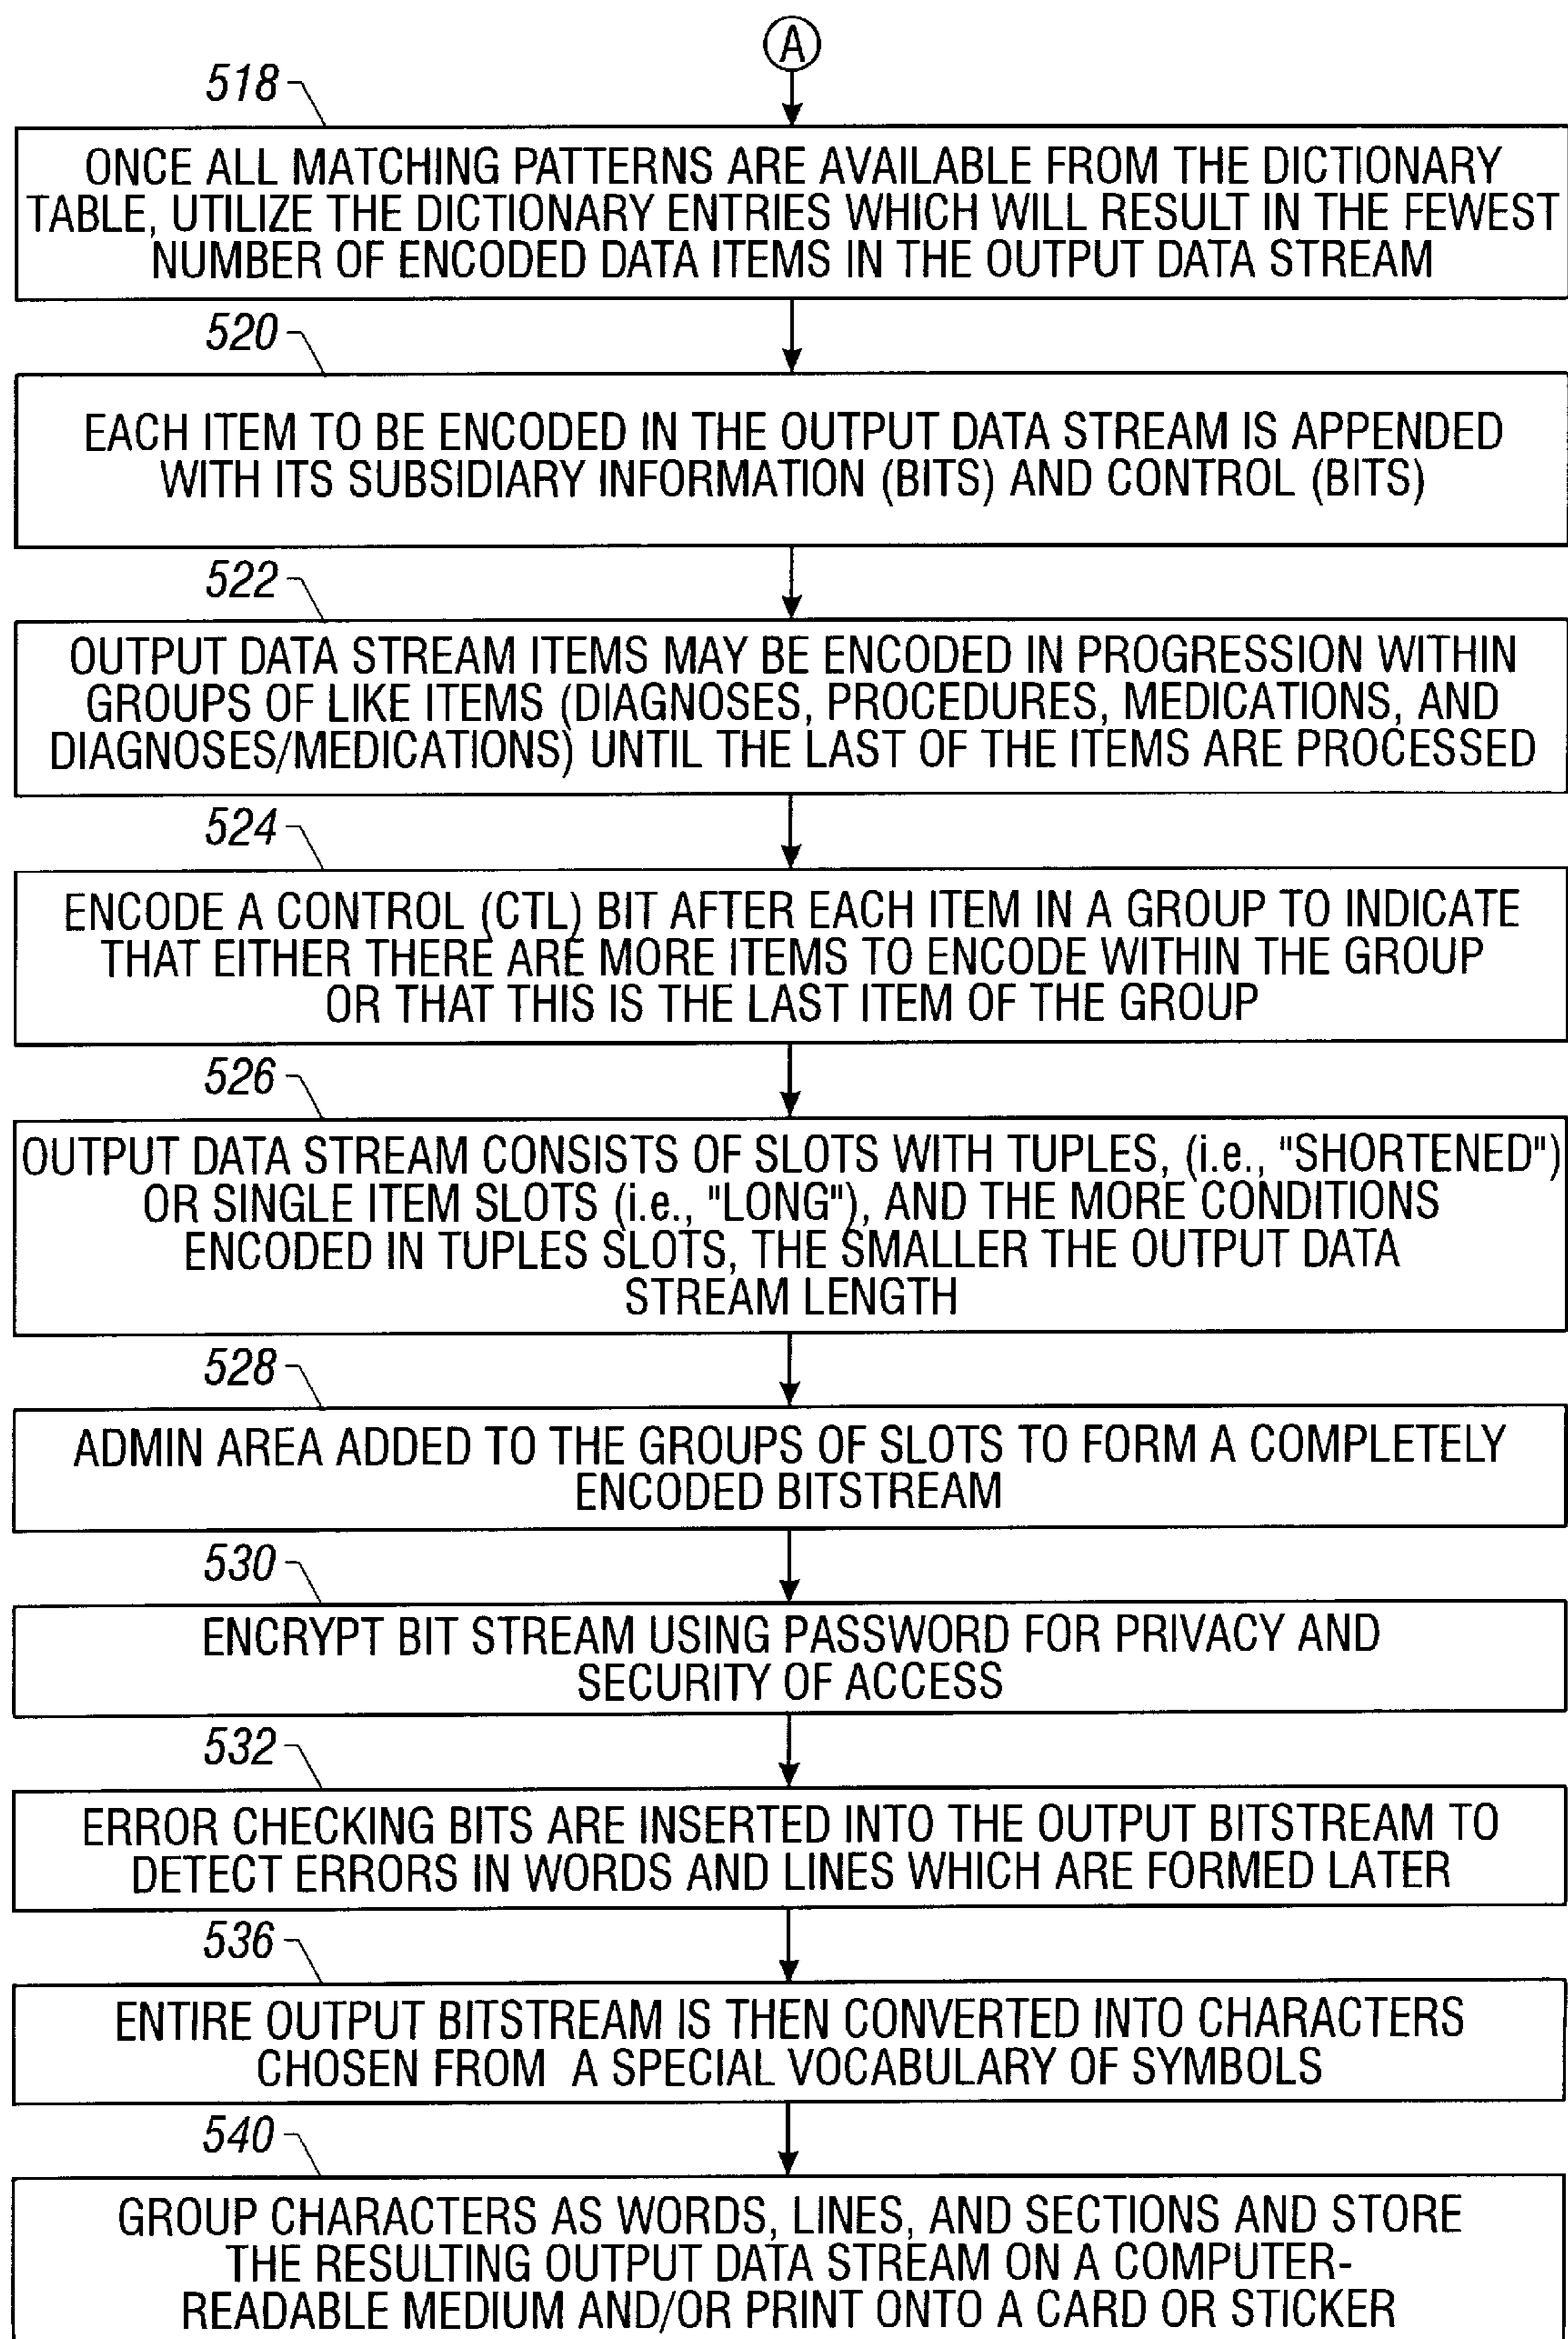 A
518
ONCE ALL MATCHING PATTERNS ARE AVAILABLE FROM THE DICTIONARY
TABLE, UTILIZE THE DICTIONARY ENTRIES WHICH WILL RESULT IN THE FEWEST
NUMBER OF ENCODED DATA ITEMS IN THE OUTPUT DATA STREAM
520
EACH ITEM TO BE ENCODED IN THE OUTPUT DATA STREAM IS APPENDED
WITH ITS SUBSIDIARY INFORMATION (BITS) AND CONTROL (BITS)
522
OUTPUT DATA STREAM ITEMS MAY BE ENCODED IN PROGRESSION WITHIN
GROUPS OF LIKE ITEMS (DIAGNOSES, PROCEDURES, MEDICATIONS, AND
DIAGNOSES/MEDICATIONS) UNTIL THE LAST OF THE ITEMS ARE PROCESSED
524
ENCODE A CONTROL (CTL) BIT AFTER EACH ITEM IN A GROUP TO INDICATE
THAT EITHER THERE ARE MORE ITEMS TO ENCODE WITHIN THE GROUP
OR THAT THIS IS THE LAST ITEM OF THE GROUP
526
OUTPUT DATA STREAM CONSISTS OF SLOTS WITH TUPLES, (i.e., "SHORTENED")
OR SINGLE ITEM SLOTS (i.e., "LONG"), AND THE MORE CONDITIONS
ENCODED IN TUPLES SLOTS, THE SMALLER THE OUTPUT DATA
STREAM LENGTH
528
ADMIN AREA ADDED TO THE GROUPS OF SLOTS TO FORM A COMPLETELY
ENCODED BITSTREAM
530
ENCRYPT BIT STREAM USING PASSWORD FOR PRIVACY AND
SECURITY OF ACCESS
532
ERROR CHECKING BITS ARE INSERTED INTO THE OUTPUT BITSTREAM TO
DETECT ERRORS IN WORDS AND LINES WHICH ARE FORMED LATER
536
ENTIRE OUTPUT BITSTREAM IS THEN CONVERTED INTO CHARACTERS
CHOSEN FROM A SPECIAL VOCABULARY OF SYMBOLS
540
GROUP CHARACTERS AS WORDS, LINES, AND SECTIONS AND STORE
THE RESULTING OUTPUT DATA STREAM ON A COMPUTER-
READABLE MEDIUM AND/OR PRINT ONTO A CARD OR STICKER